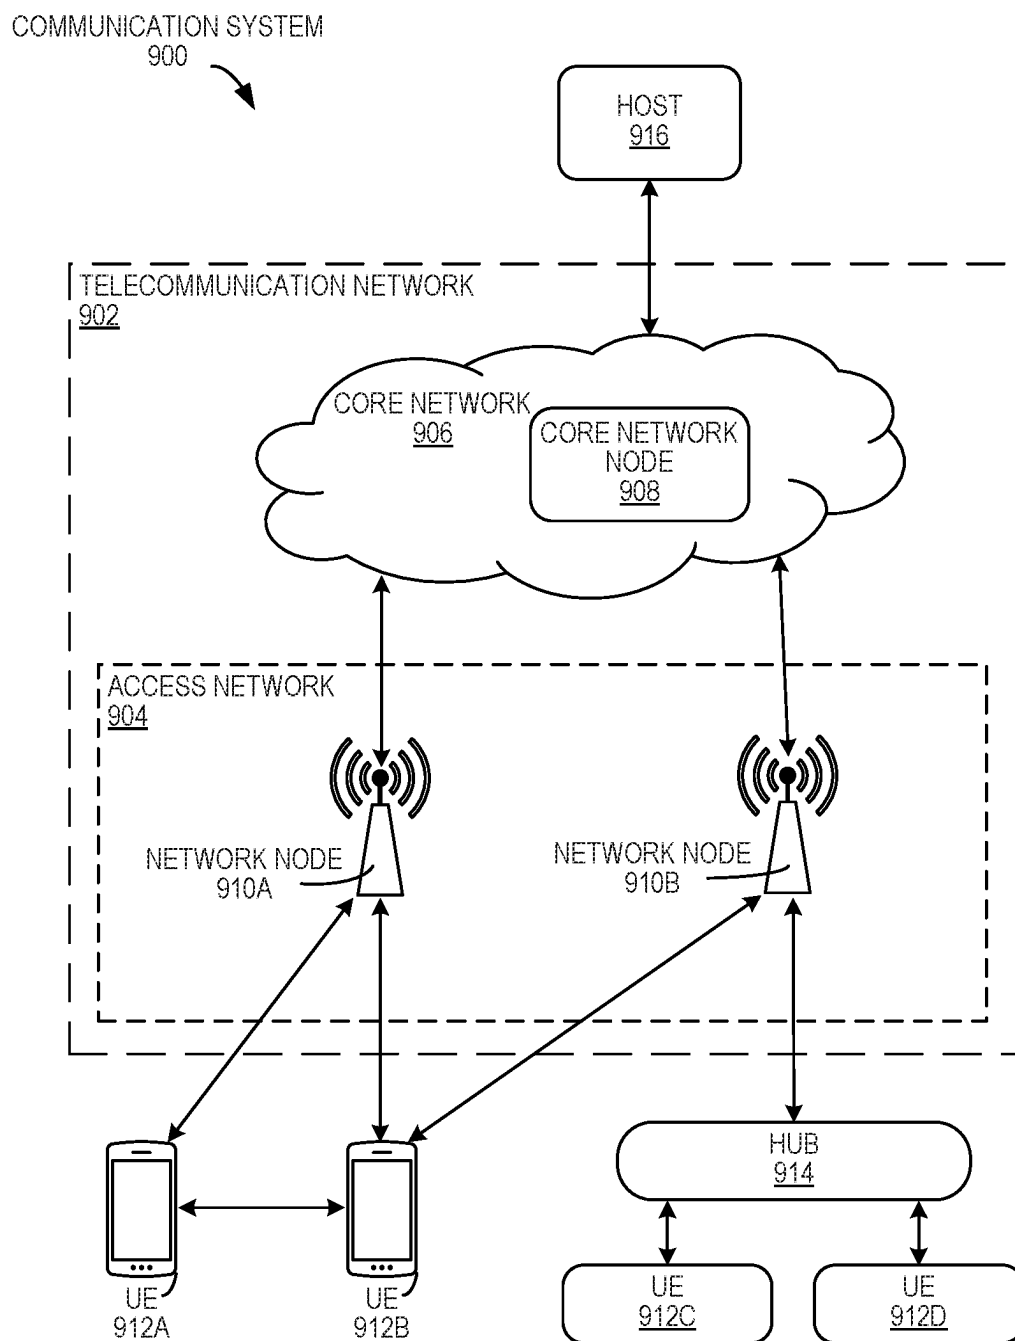 COMMUNICATION SYSTEM
900
HOST
916
TELECOMMUNICATION NETWORK
902
CORE NETWORK
906
CORE NETWORK
NODE
908
ACCESS NETWORK
904
NETWORK NODE
910A
NETWORK NODE
910B
HUB
914
UE
912A
UE
912B
UE
912C
UE
912D